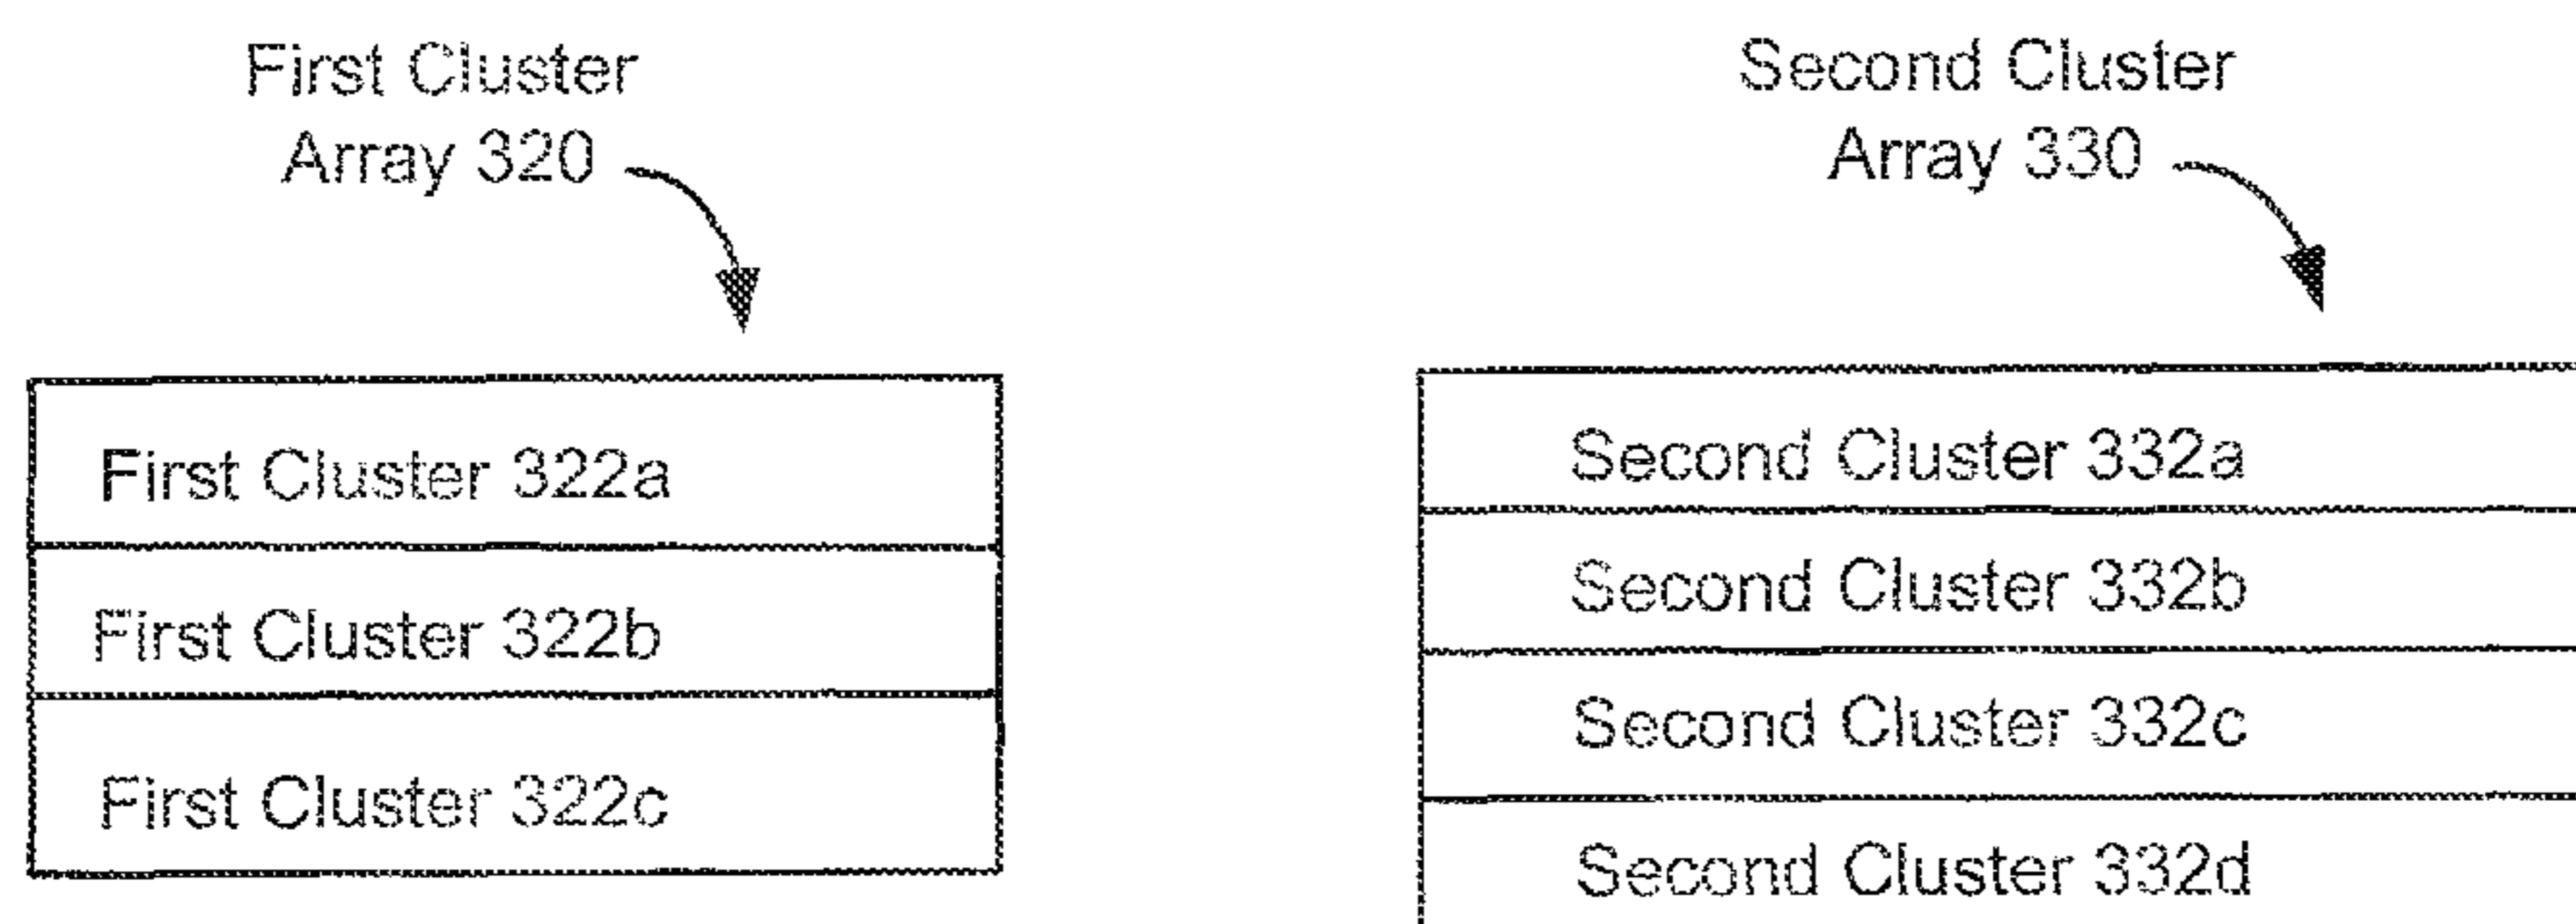 First Cluster
Array 320
First Cluster 322a
First Cluster 322b
First Cluster 322c
Second Cluster
Array 330
Second Cluster 332a
Second Cluster 332b
Second Cluster 332c
Second Cluster 332d